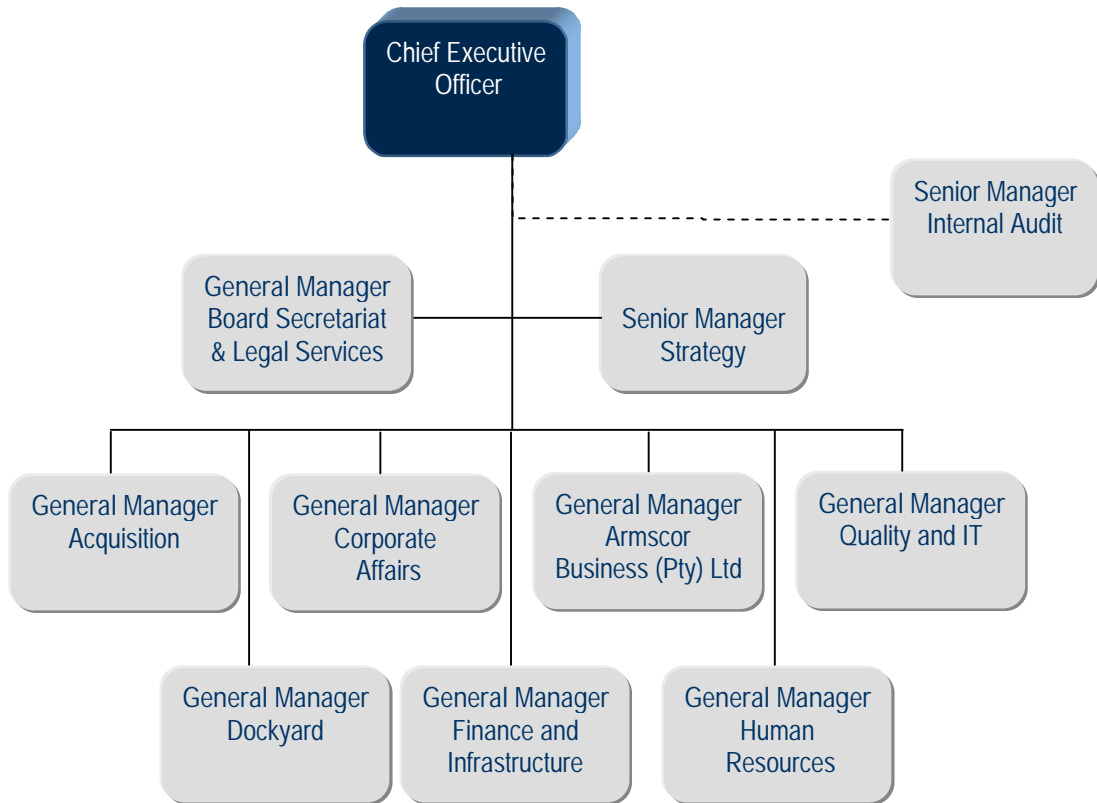 Chief Executive
Officer
Senior Manager
Internal Audit
General Manager
Board Secretariat
& Legal Services
Senior Manager
Strategy
General Manager
Acquisition
General Manager
Corporate
Affairs
General Manager
Armscor
Business (Pty) Ltd
General Manager
Quality and IT
General Manager
Dockyard
General Manager
Finance and
Infrastructure
General Manager
Human
Resources